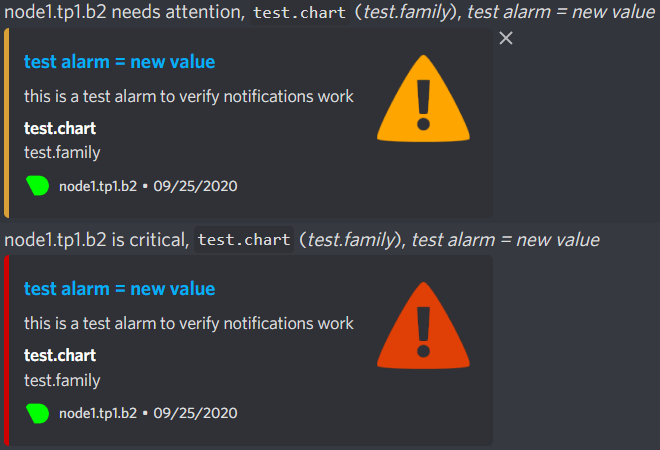 node1.tp1.b2 needs attention, test.chart (test.family), test alarm = new value
test alarm = new value
this is a test alarm to verify notifications work
test.chart
test.family
node1.tp1.b2 • 09/25/2020
node1.tp1.b2 is critical, test.chart (test.family), test alarm = new value
test alarm = new value
this is a test alarm to verify notifications work
test.chart
test.family
node1.tp1.b2 • 09/25/2020